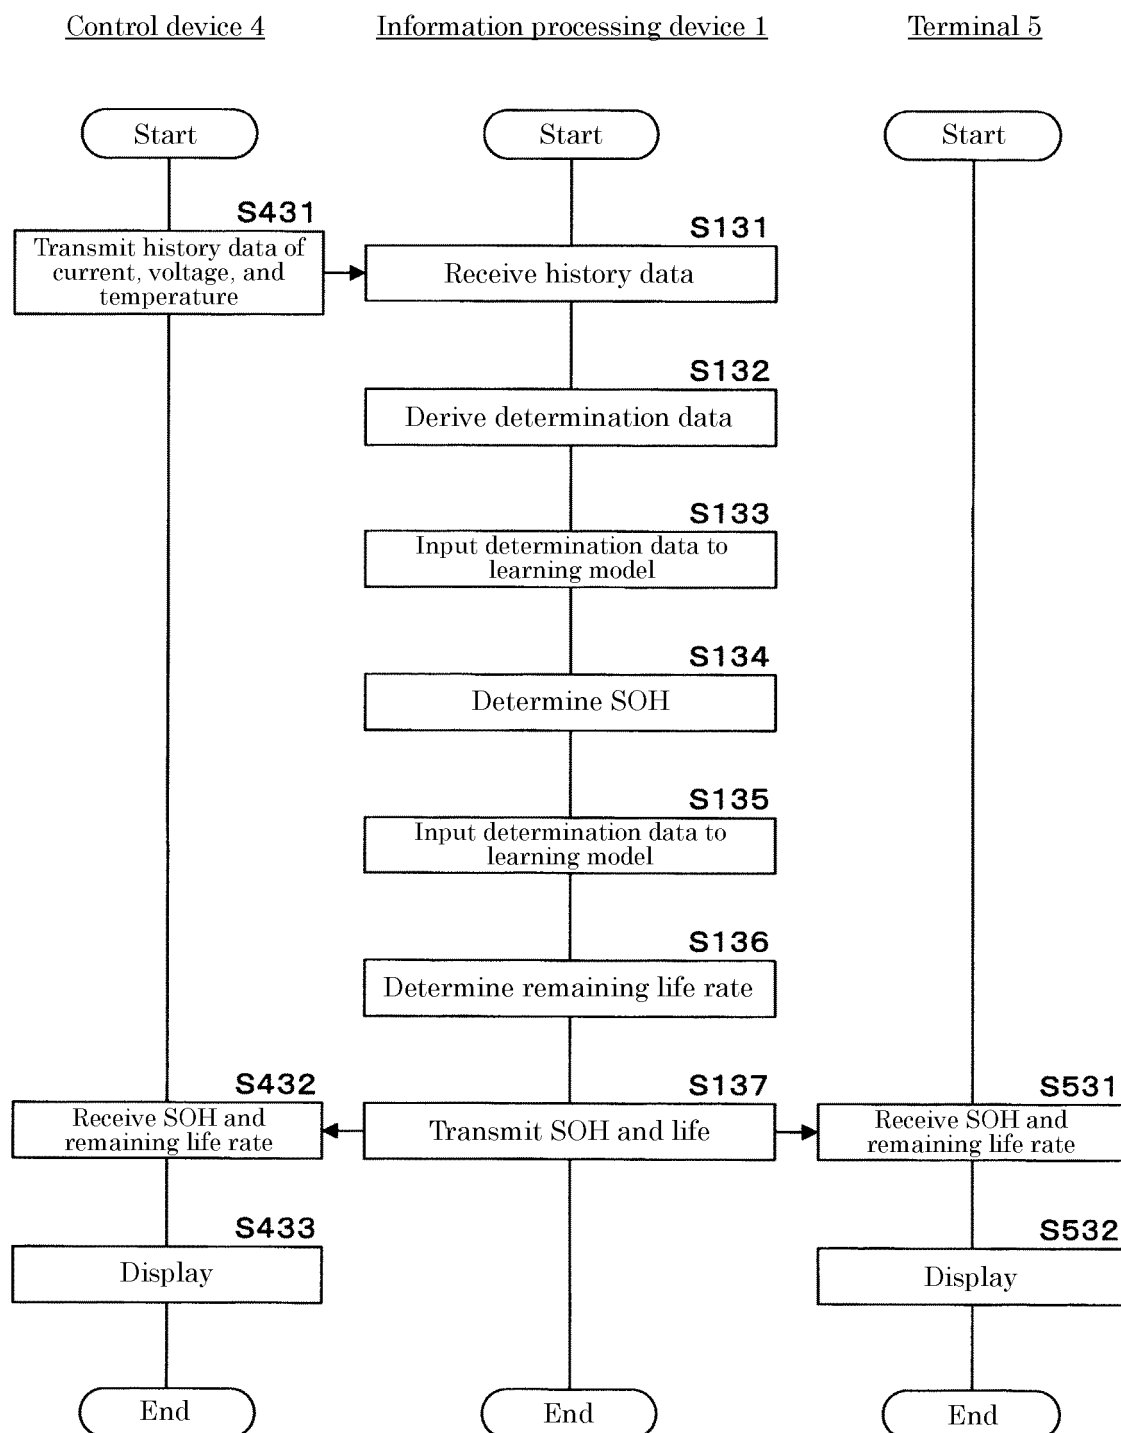 Control device 4
Information processing device 1
Terminal 5
Start
Start
Start
S431
Transmit history data of
current, voltage, and
temperature
S131
Receive history data
S132
Derive determination data
S133
Input determination data to
learning model
S134
Determine SOH
S135
Input determination data to
learning model
S136
Determine remaining life rate
S432
Receive SOH and
remaining life rate
S137
Transmit SOH and life
S531
Receive SOH and
remaining life rate
S433
Display
S532
Display
End
End
End